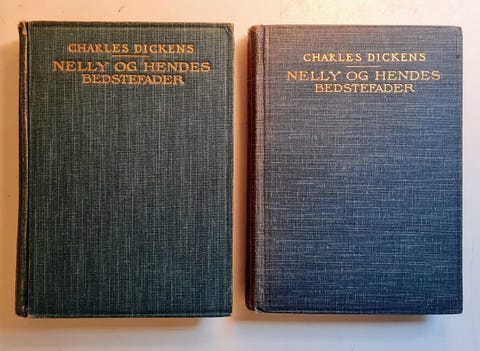 CHARLES DICKENS
NELLY OG HENDES
BEDSTEFADER
CHARLES DICKENS
NELLY OG HENDES
BEDSTEFADER